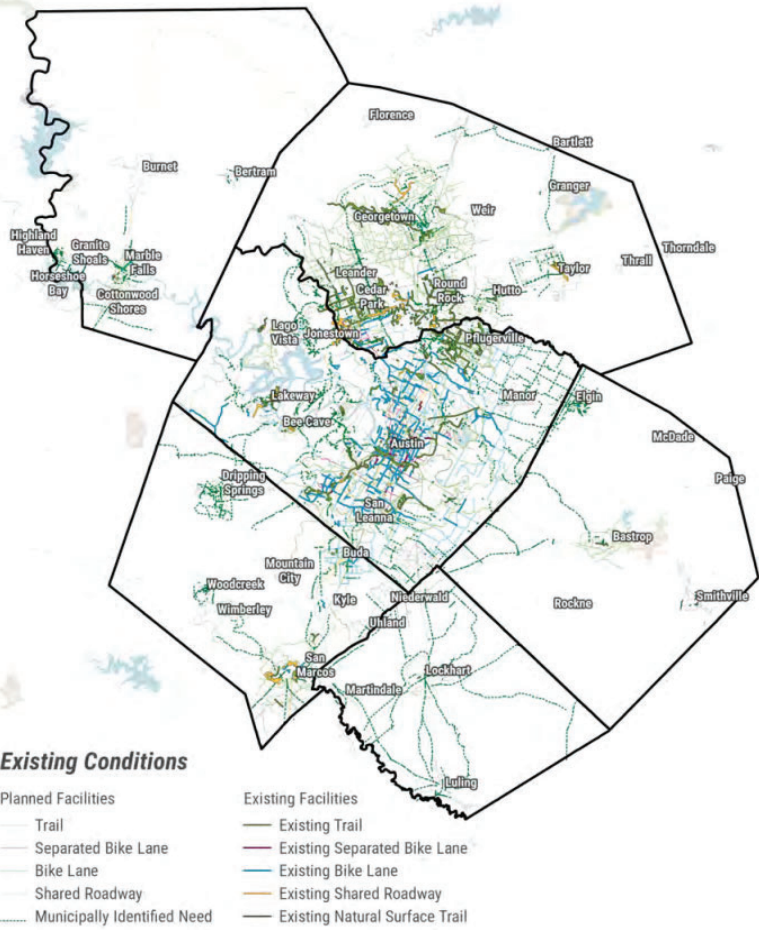 Florence
Bartlett
Burnet
Bertram
Granger
Georgetown
Weir
Highland
Haven
Granite
Shoals
Marble
Falls
Horseshoe
Bay
Cottonwood
Shores
Leander
Cedar
Park
Round
Rock
Hutto
Taylor
Thrall
Thorndale
Lago
Vista
Jonestown
Pflugerville
Lakeway
Bee Cave
Manor
Elgin
Austin
McDade
Paige
Dripping
Springs
San
Leanna
Bastrop
Buda
Mountain
City
Woodcreek
Wimberley
Kyle
Niederwald
Uhland
Rockne
Smithville
San
Marcos
Martindale
Lockhart
Luling
Existing Conditions
Planned Facilities
Trail
Separated Bike Lane
Bike Lane
Shared Roadway
Municipally Identified Need
Existing Facilities
Existing Trail
Existing Separated Bike Lane
Existing Bike Lane
Existing Shared Roadway
Existing Natural Surface Trail